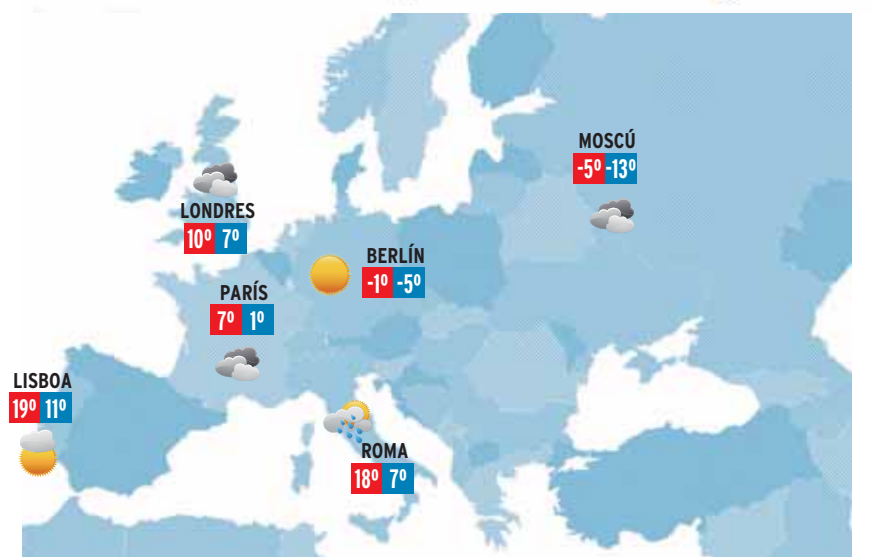 MOSCÚ
-5º -13º
LONDRES
10º 7º
BERLÍN
-1º -5º
PARÍS
7º 1º
LISBOA
19º 11º
ROMA
18º 7º